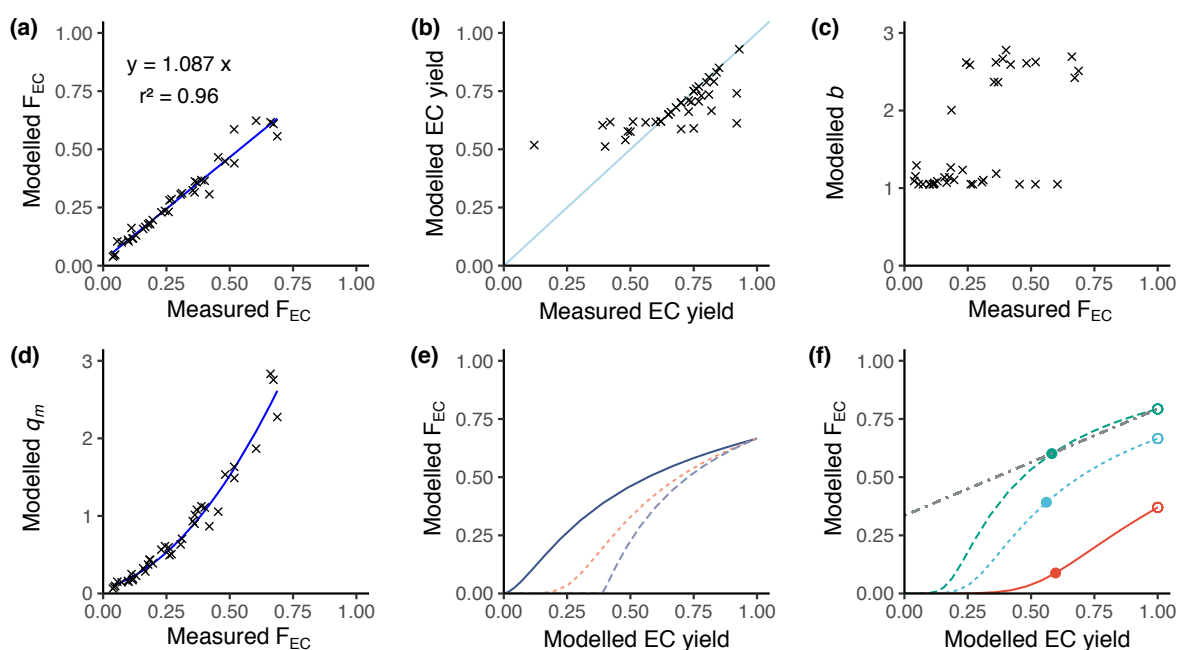 (a)
1.00
0.75
0.50
0.25
0.00
Modelled F_EC
y = 1.087 x
r² = 0.96
0.00 0.25 0.50 0.75 1.00
Measured F_EC
(b)
1.00
0.75
0.50
0.25
0.00
Modelled EC yield
0.00 0.25 0.50 0.75 1.00
Measured EC yield
(c)
3
2
1
0
Modelled b
0.00 0.25 0.50 0.75 1.00
Measured F_EC
(d)
3
2
1
0
Modelled q_m
0.00 0.25 0.50 0.75 1.00
Measured F_EC
(e)
1.00
0.75
0.50
0.25
0.00
Modelled F_EC
0.00 0.25 0.50 0.75 1.00
Modelled EC yield
(f)
1.00
0.75
0.50
0.25
0.00
Modelled F_EC
0.00 0.25 0.50 0.75 1.00
Modelled EC yield